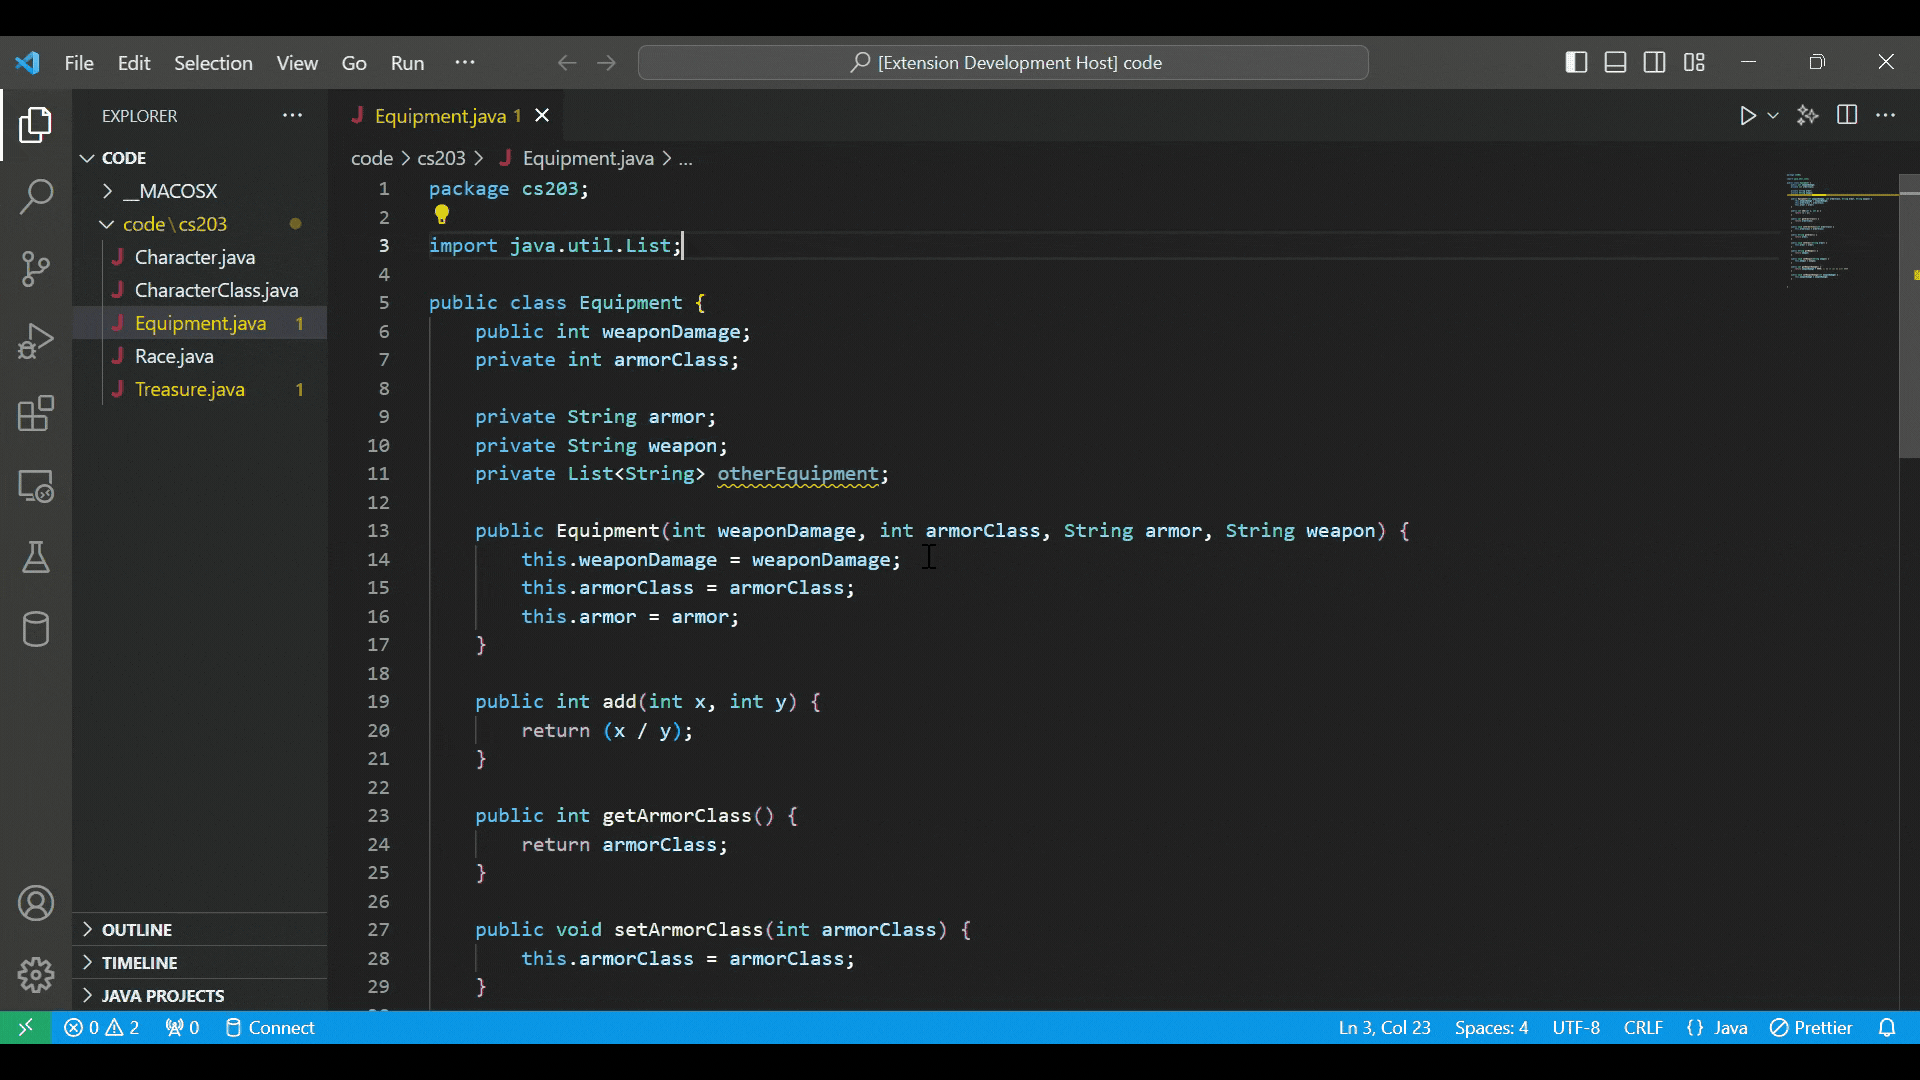 File Edit Selection View Go Run ··· [Extension Development Host] code
EXPLORER ···
CODE
__MACOSX
code\cs203
Character.java
CharacterClass.java
Equipment.java 1
Race.java
Treasure.java 1
OUTLINE
TIMELINE
JAVA PROJECTS
Equipment.java 1
code > cs203 > Equipment.java > ...
1 package cs203;
2
3 import java.util.List;
4
5 public class Equipment {
6     public int weaponDamage;
7     private int armorClass;
8
9     private String armor;
10     private String weapon;
11     private List<String> otherEquipment;
12
13     public Equipment(int weaponDamage, int armorClass, String armor, String weapon) {
14         this.weaponDamage = weaponDamage;
15         this.armorClass = armorClass;
16         this.armor = armor;
17     }
18
19     public int add(int x, int y) {
20         return (x / y);
21     }
22
23     public int getArmorClass() {
24         return armorClass;
25     }
26
27     public void setArmorClass(int armorClass) {
28         this.armorClass = armorClass;
29     }
0 2 0 Connect Ln 3, Col 23 Spaces: 4 UTF-8 CRLF {} Java Prettier